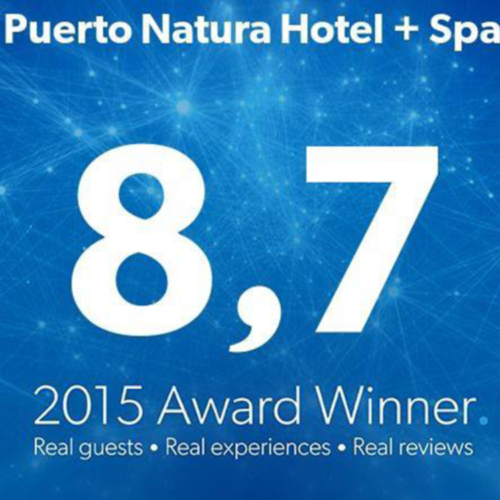 Puerto Natura Hotel + Spa
8,7
2015 Award Winner.
Real guests • Real experiences • Real reviews